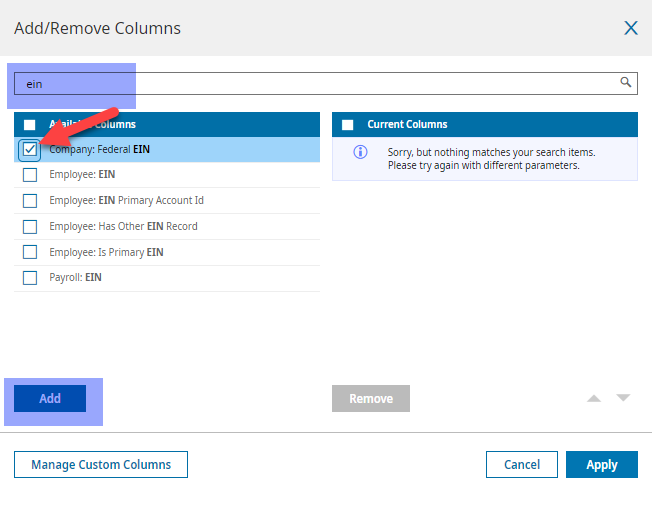 Add/Remove Columns
X
ein
Available Columns
Company: Federal EIN
Employee: EIN
Employee: EIN Primary Account Id
Employee: Has Other EIN Record
Employee: Is Primary EIN
Payroll: EIN
Current Columns
Sorry, but nothing matches your search items.
Please try again with different parameters.
Add
Remove
Manage Custom Columns
Cancel
Apply